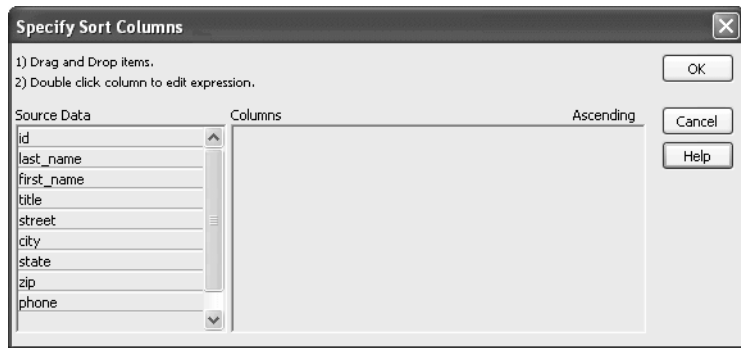 Specify Sort Columns
1) Drag and Drop items.
2) Double click column to edit expression.
OK
Source Data
Columns
Ascending
Cancel
Help
id
last_name
first_name
title
street
city
state
zip
phone